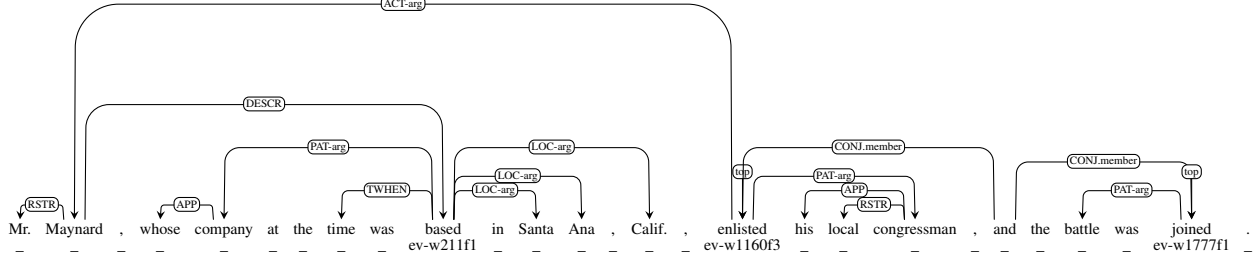 ACT-arg
DESCR
PAT-arg LOC-arg CONJ.member
CONJ.member
top top
LOC-arg PAT-arg
TWHEN LOC-arg APP PAT-arg
RSTR APP RSTR
Mr. Maynard , whose company at the time was based in Santa Ana , Calif. , enlisted his local congressman , and the battle was joined .
_ _ _ _ _ _ _ _ _ ev-w211f1 _ _ _ _ _ _ ev-w1160f3 _ _ _ _ _ _ _ _ ev-w1777f1 _